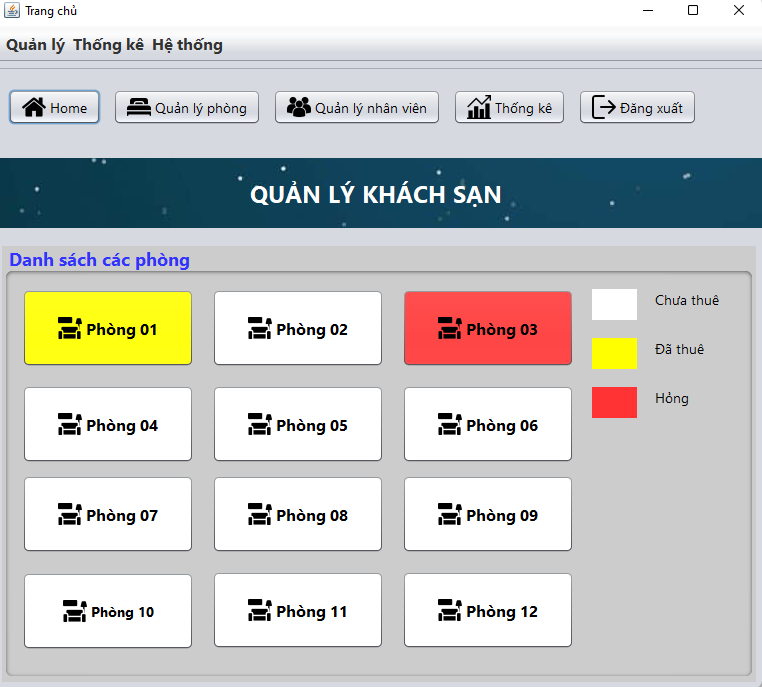 Trang chủ
Quản lý Thống kê Hệ thống
Home Quản lý phòng Quản lý nhân viên Thống kê Đăng xuất
QUẢN LÝ KHÁCH SẠN
Danh sách các phòng
Phòng 01 Phòng 02 Phòng 03 Chưa thuê
Đã thuê
Hỏng
Phòng 04 Phòng 05 Phòng 06
Phòng 07 Phòng 08 Phòng 09
Phòng 10 Phòng 11 Phòng 12